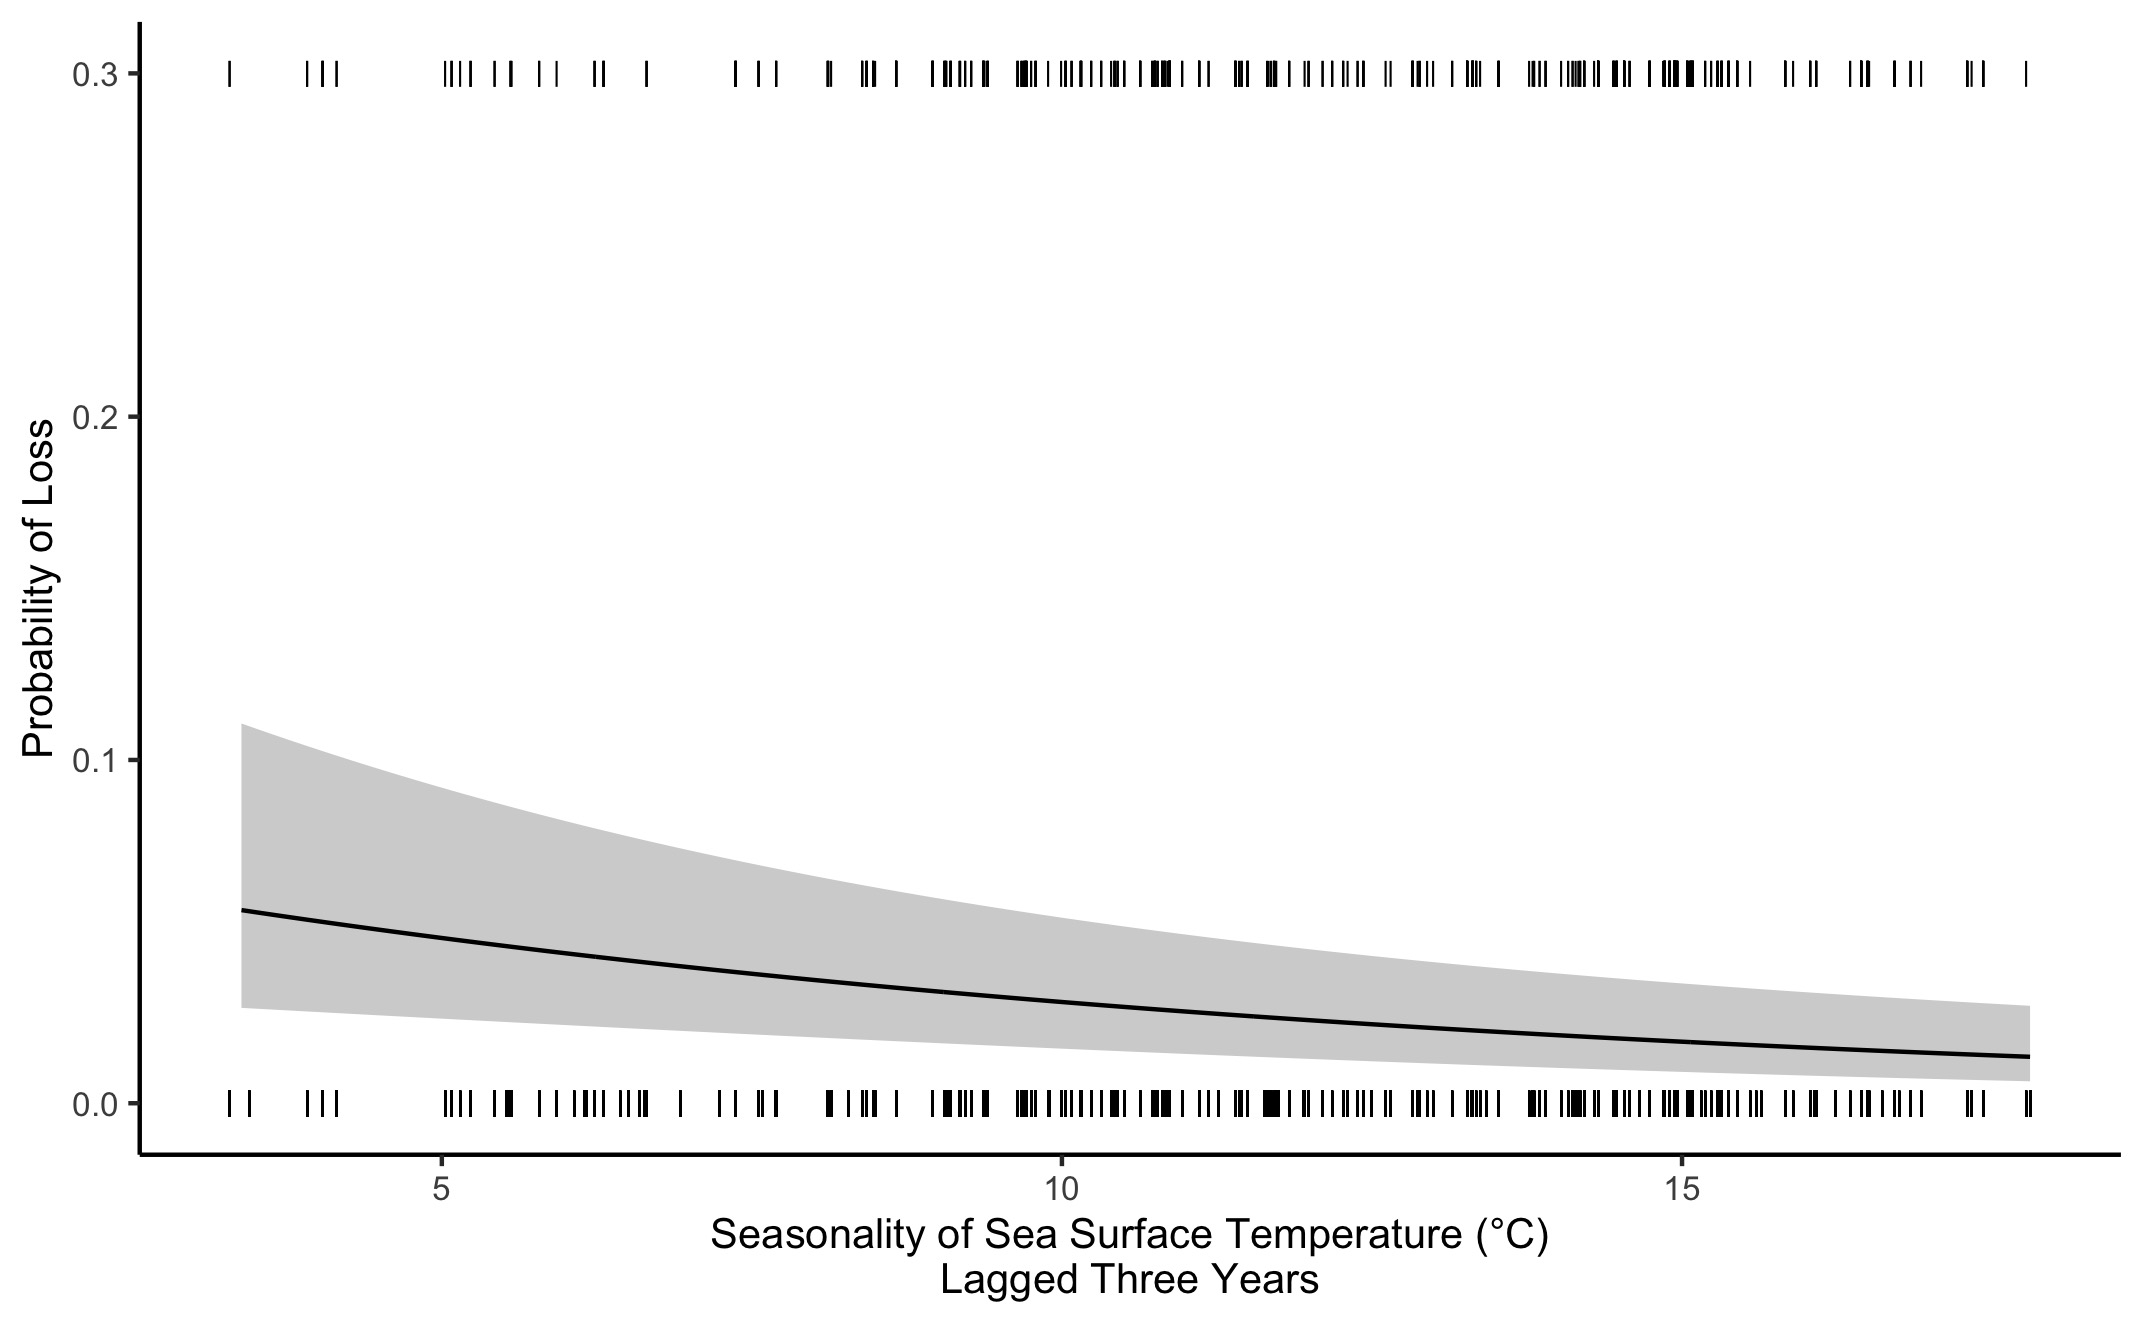 0.3
0.2
0.1
0.0
Probability of Loss
5
10
15
Seasonality of Sea Surface Temperature (°C)
Lagged Three Years